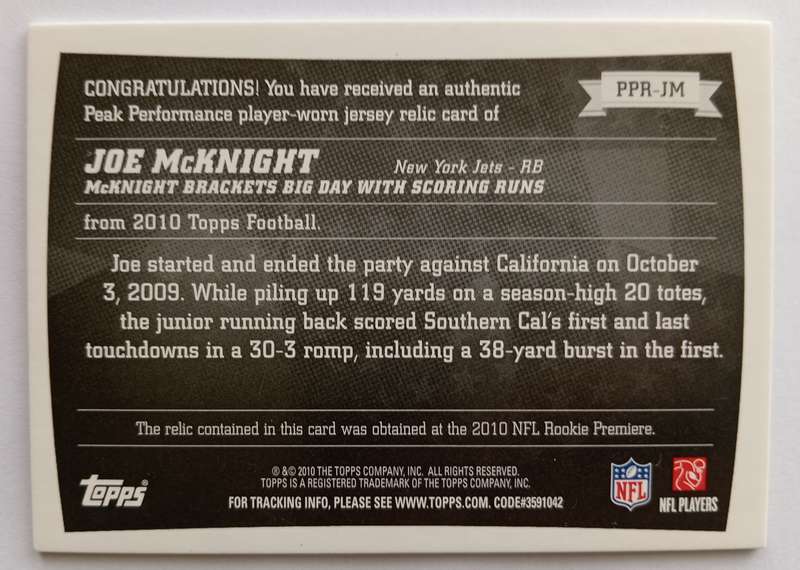 CONGRATULATIONS! You have received an authentic
Peak Performance player-worn jersey relic card of
PPR-JM
JOE McKNIGHT New York Jets - RB
McKNIGHT BRACKETS BIG DAY WITH SCORING RUNS
from 2010 Topps Football.
Joe started and ended the party against California on October
3, 2009. While piling up 119 yards on a season-high 20 totes,
the junior running back scored Southern Cal's first and last
touchdowns in a 30-3 romp, including a 38-yard burst in the first.
The relic contained in this card was obtained at the 2010 NFL Rookie Premiere.
® &© 2010 THE TOPPS COMPANY, INC. ALL RIGHTS RESERVED.
TOPPS IS A REGISTERED TRADEMARK OF THE TOPPS COMPANY, INC.
FOR TRACKING INFO, PLEASE SEE WWW.TOPPS.COM. CODE#3591042
Topps®
NFL
NFL PLAYERS